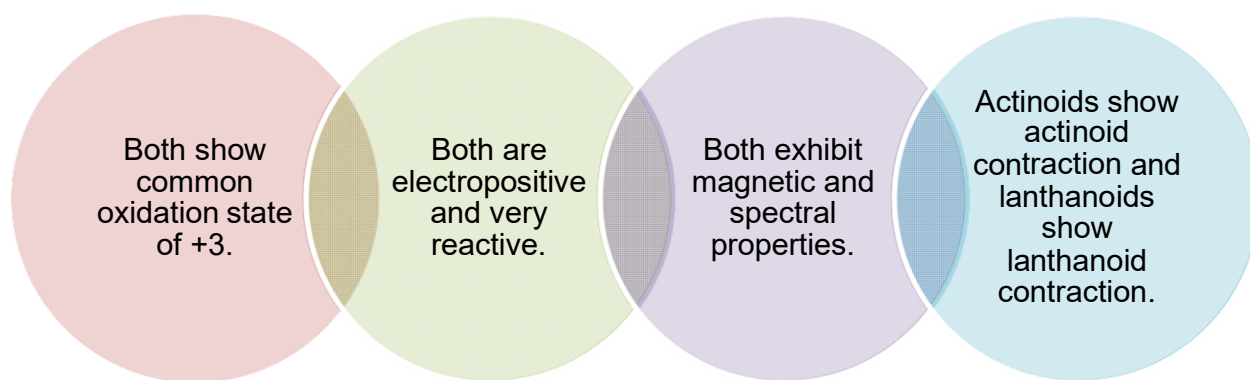 Both show
common
oxidation state
of +3.
Both are
electropositive
and very
reactive.
Both exhibit
magnetic and
spectral
properties.
Actinoids show
actinoid
contraction and
lanthanoids
show
lanthanoid
contraction.